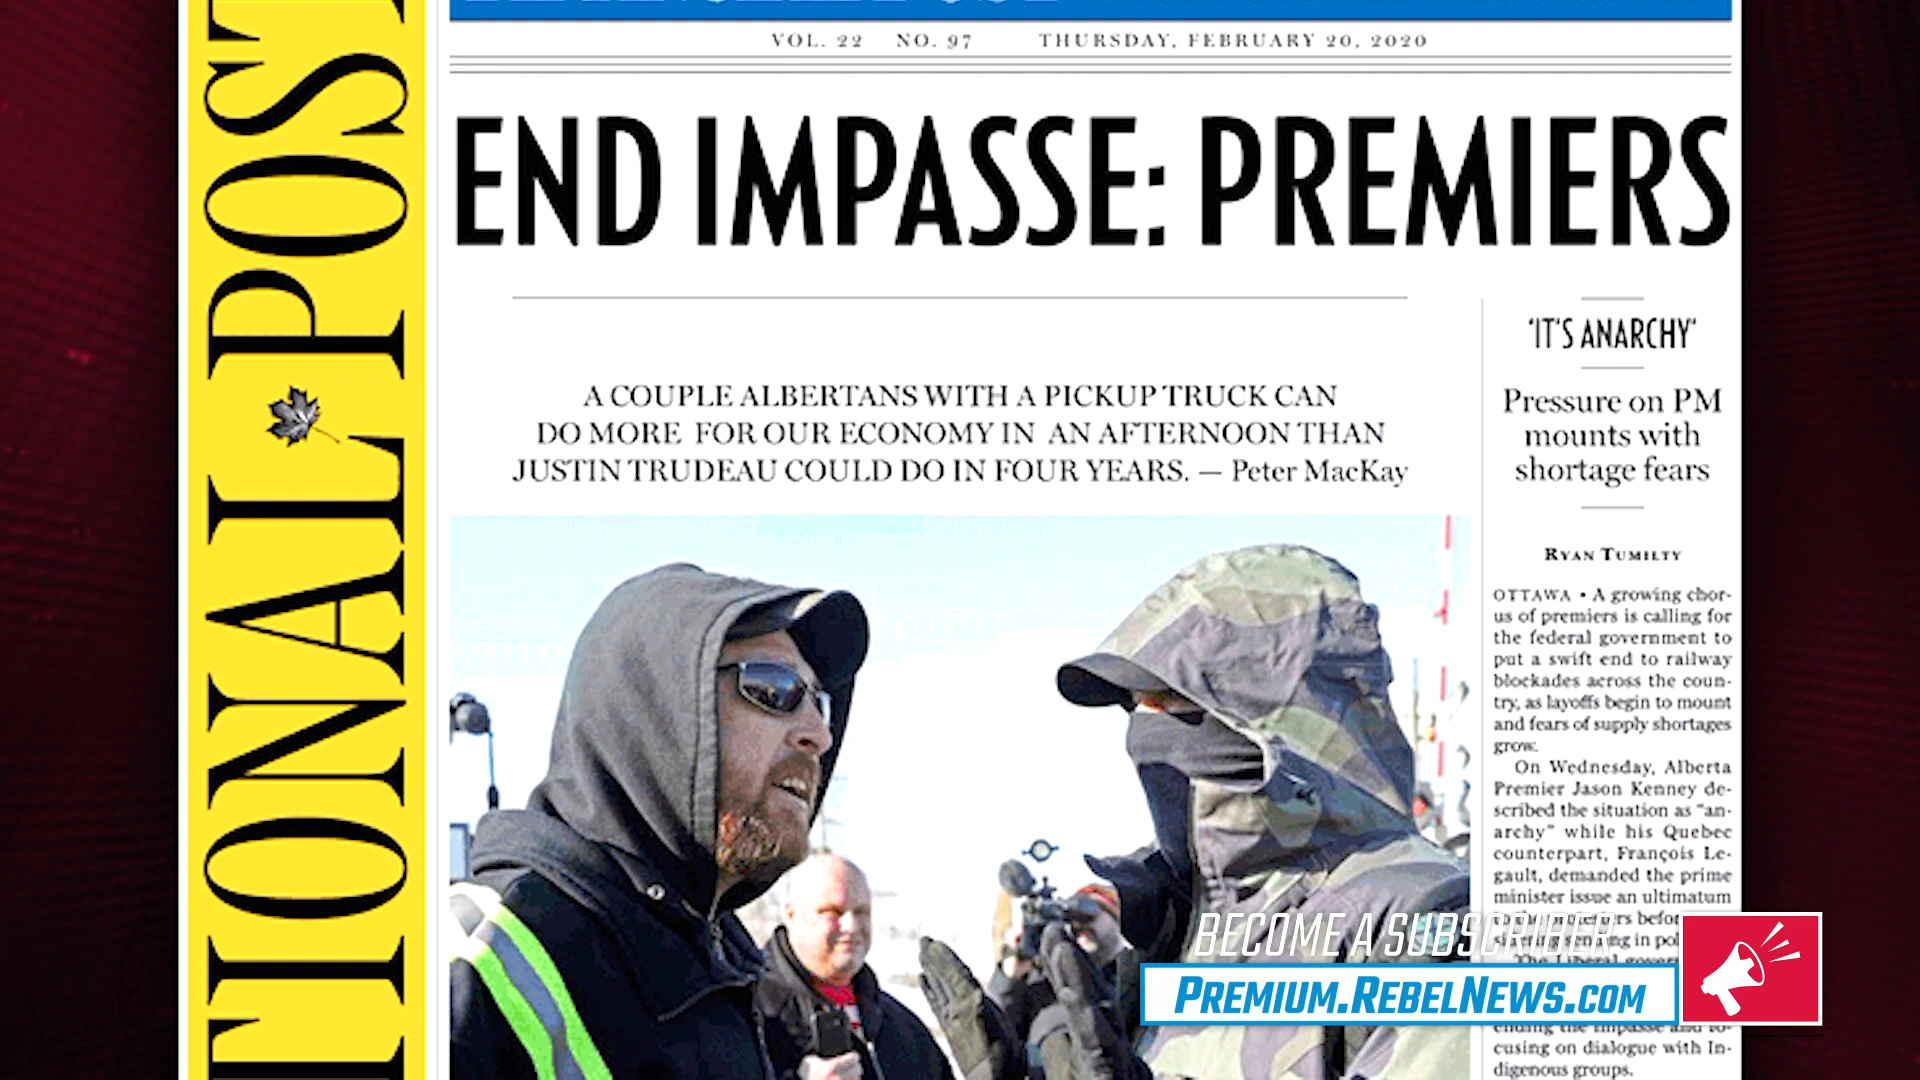 TIONAL POST
VOL. 22 NO. 97 THURSDAY, FEBRUARY 20, 2020
END IMPASSE: PREMIERS
A COUPLE ALBERTANS WITH A PICKUP TRUCK CAN
DO MORE FOR OUR ECONOMY IN AN AFTERNOON THAN
JUSTIN TRUDEAU COULD DO IN FOUR YEARS. — Peter MacKay
'IT'S ANARCHY'
Pressure on PM
mounts with
shortage fears
RYAN TUMILTY
OTTAWA • A growing chor-
us of premiers is calling for
the federal government to
put a swift end to railway
blockades across the coun-
try, as layoffs begin to mount
and fears of supply shortages
grow.
On Wednesday, Alberta
Premier Jason Kenney de-
scribed the situation as "an-
archy" while his Quebec
counterpart, François Le-
gault, demanded the prime
minister issue an ultimatum
ending the impasse and fo-
cusing on dialogue with In-
digenous groups.
BECOME A SUBSCRIBER
PREMIUM.REBELNEWS.COM